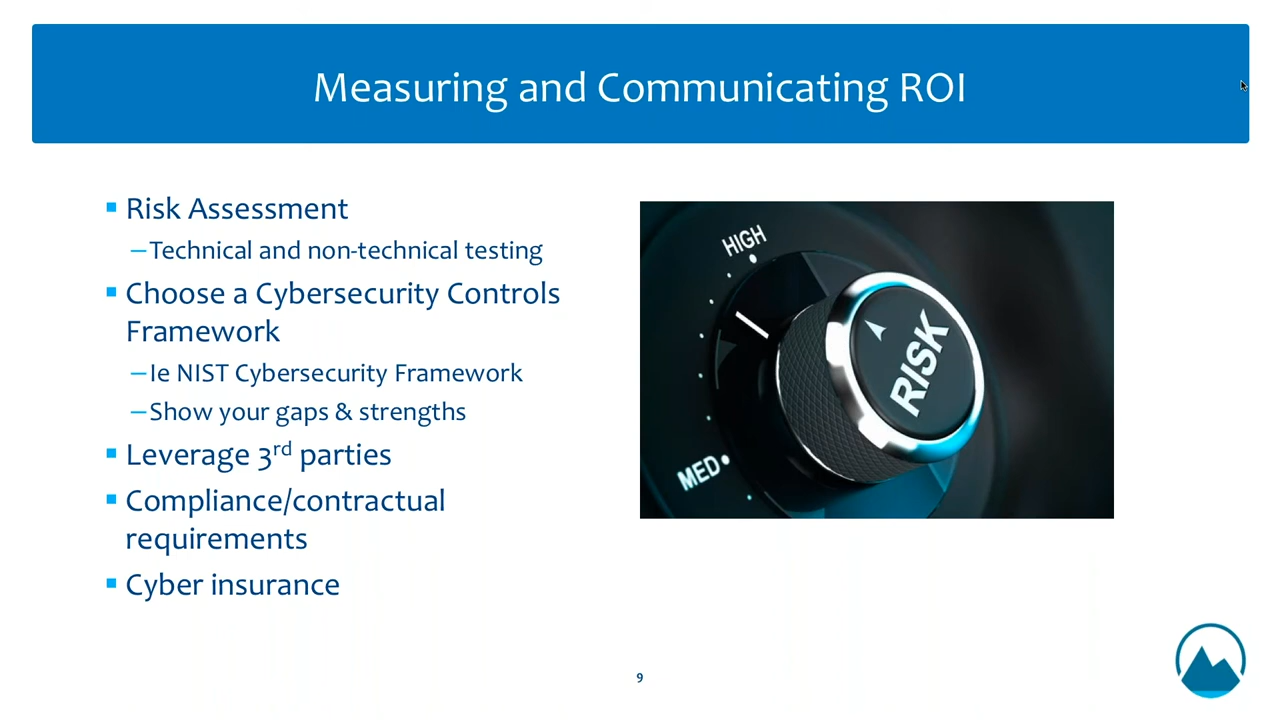 Measuring and Communicating ROI
Risk Assessment
–Technical and non-technical testing
Choose a Cybersecurity Controls
Framework
–Ie NIST Cybersecurity Framework
–Show your gaps & strengths
Leverage 3rd parties
Compliance/contractual
requirements
Cyber insurance
HIGH
RISK
MED
9